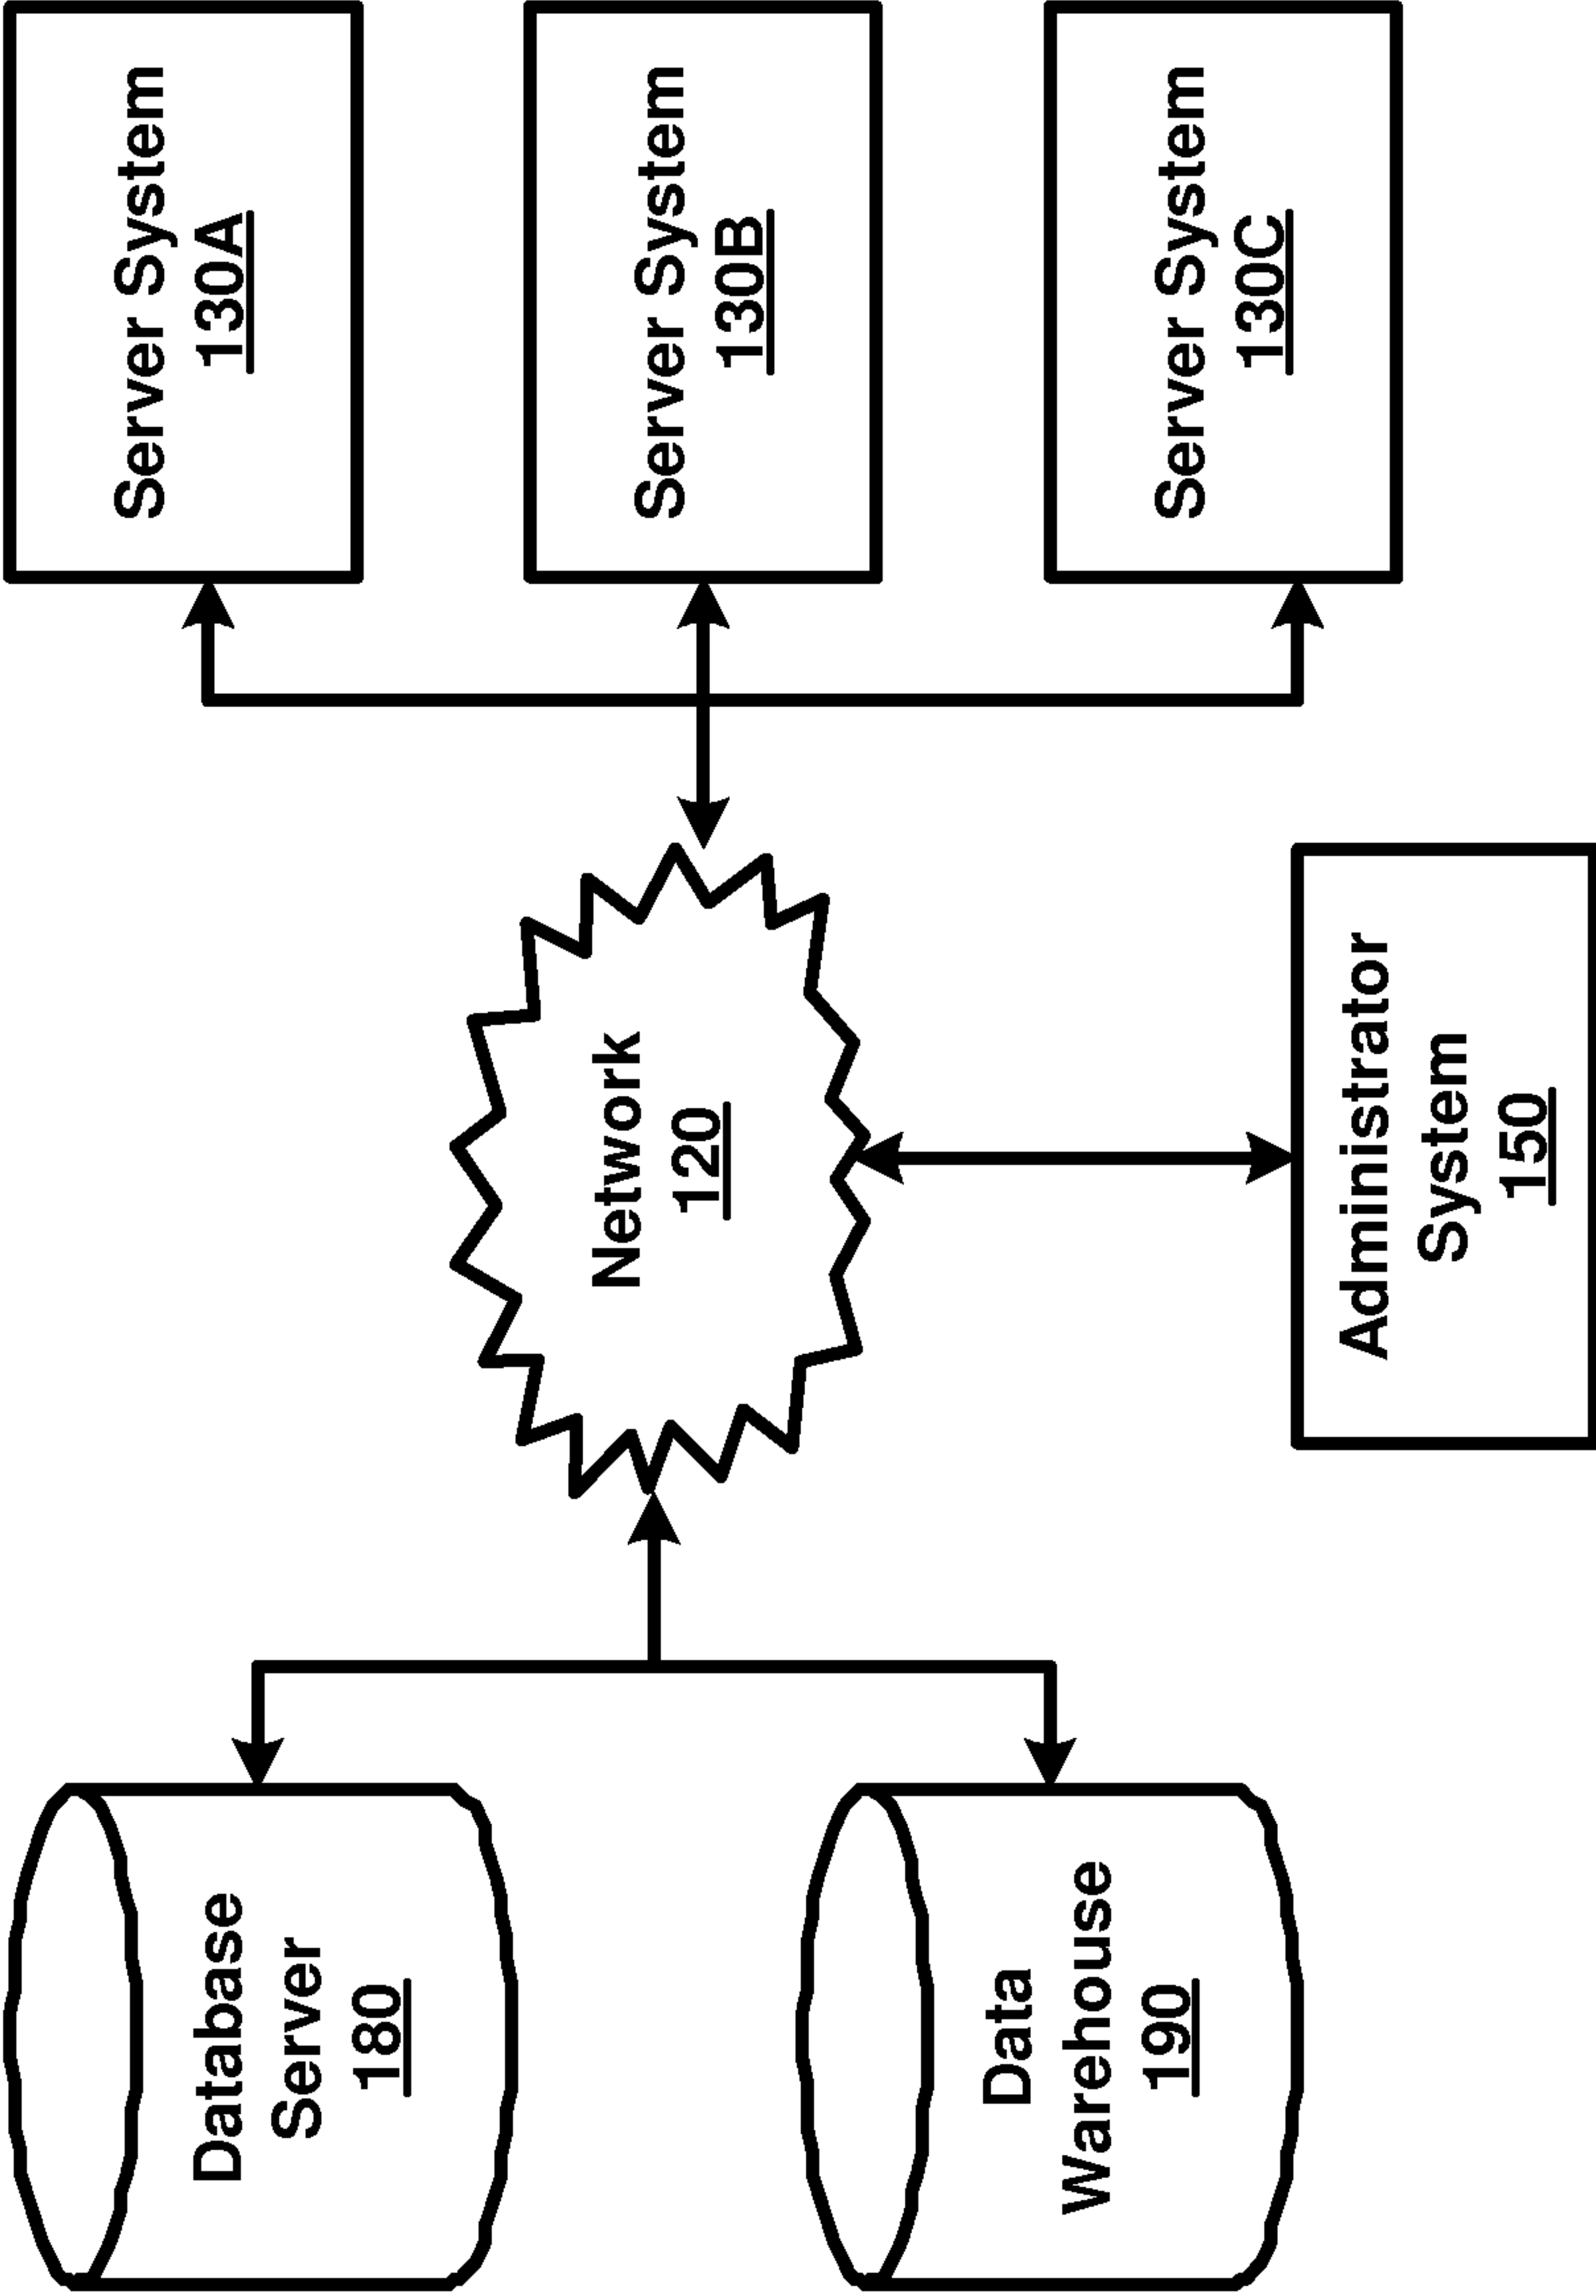 Database
Server
180
Data
Warehouse
190
Network
120
Administrator
System
150
Server System
130A
Server System
130B
Server System
130C